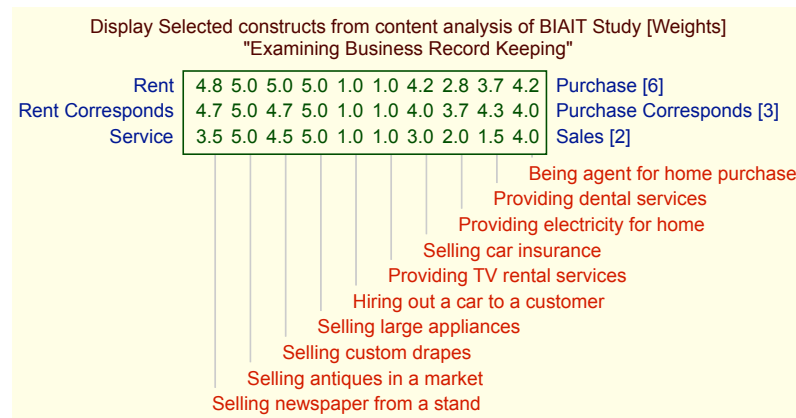 Display Selected constructs from content analysis of BIAIT Study [Weights]
"Examining Business Record Keeping"
Rent 4.8 5.0 5.0 5.0 1.0 1.0 4.2 2.8 3.7 4.2 Purchase [6]
Rent Corresponds 4.7 5.0 4.7 5.0 1.0 1.0 4.0 3.7 4.3 4.0 Purchase Corresponds [3]
Service 3.5 5.0 4.5 5.0 1.0 1.0 3.0 2.0 1.5 4.0 Sales [2]
Being agent for home purchase
Providing dental services
Providing electricity for home
Selling car insurance
Providing TV rental services
Hiring out a car to a customer
Selling large appliances
Selling custom drapes
Selling antiques in a market
Selling newspaper from a stand